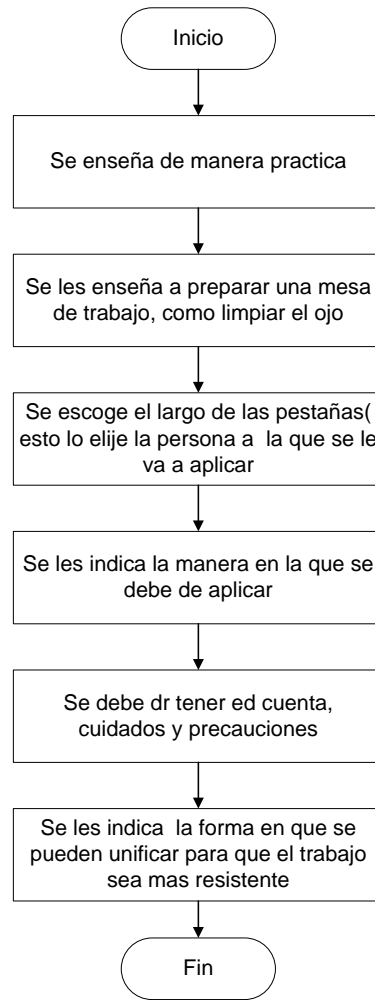 Inicio
Se enseña de manera practica
Se les enseña a preparar una mesa
de trabajo, como limpiar el ojo
Se escoge el largo de las pestañas(
esto lo elije la persona a  la que se le
va a aplicar
Se les indica la manera en la que se
debe de aplicar
Se debe dr tener ed cuenta,
cuidados y precauciones
Se les indica  la forma en que se
pueden unificar para que el trabajo
sea mas resistente
Fin